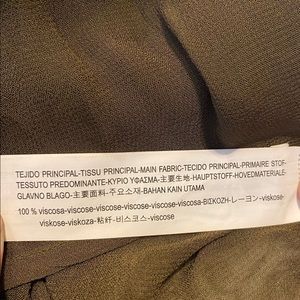 TEJIDO PRINCIPAL-TISSU PRINCIPAL-MAIN FABRIC-TECIDO PRINCIPAL-PRIMAIRE STOF-
TESSUTO PREDOMINANTE-ΚΥΡΙΟ ΥΦΑΣΜΑ-主要生地-HAUPTSTOFF-HOVEDMATERIALE-
GLAVNO BLAGO-主要面料-주요소재-BAHAN KAIN UTAMA
100 % viscosa-viscose-viscose-viscose-viscose-viscosa-ΒΙΣΚΟΖΗ-レーヨン-viskose-
viskose-viskoza-粘纤-비스코스-viscose